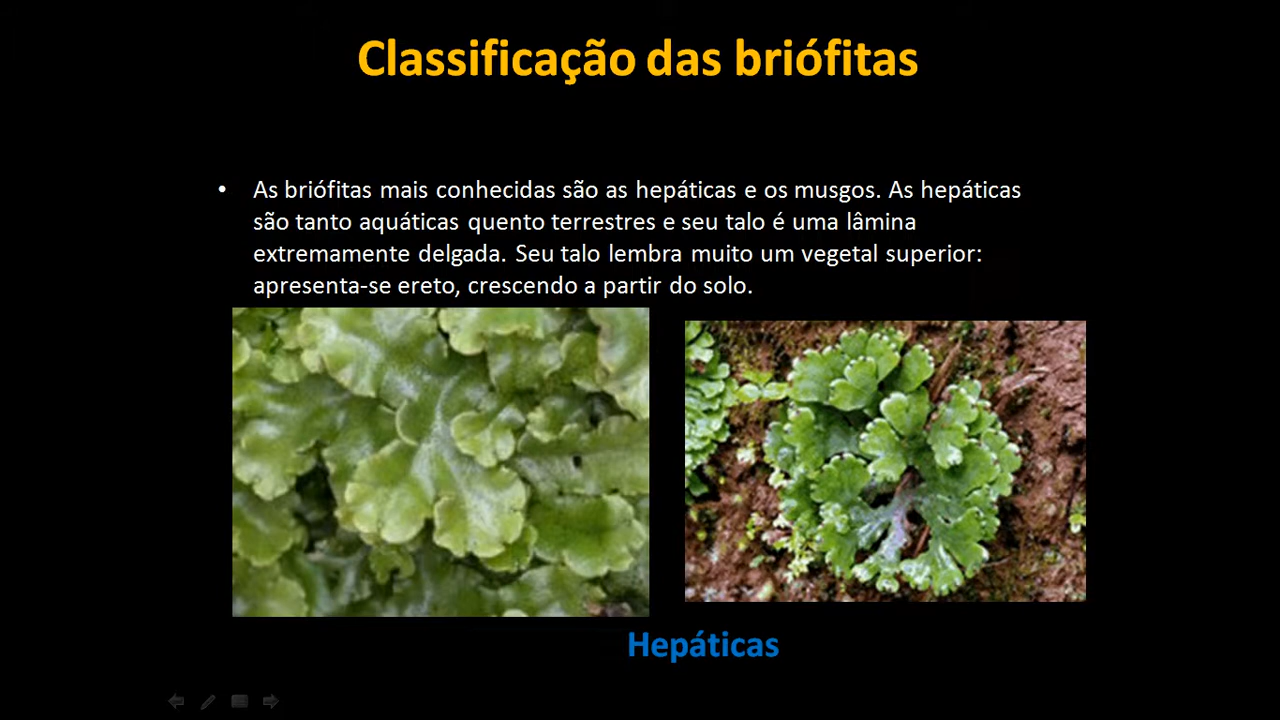 Classificação das briófitas
• As briófitas mais conhecidas são as hepáticas e os musgos. As hepáticas
são tanto aquáticas quento terrestres e seu talo é uma lâmina
extremamente delgada. Seu talo lembra muito um vegetal superior:
apresenta-se ereto, crescendo a partir do solo.
Hepáticas